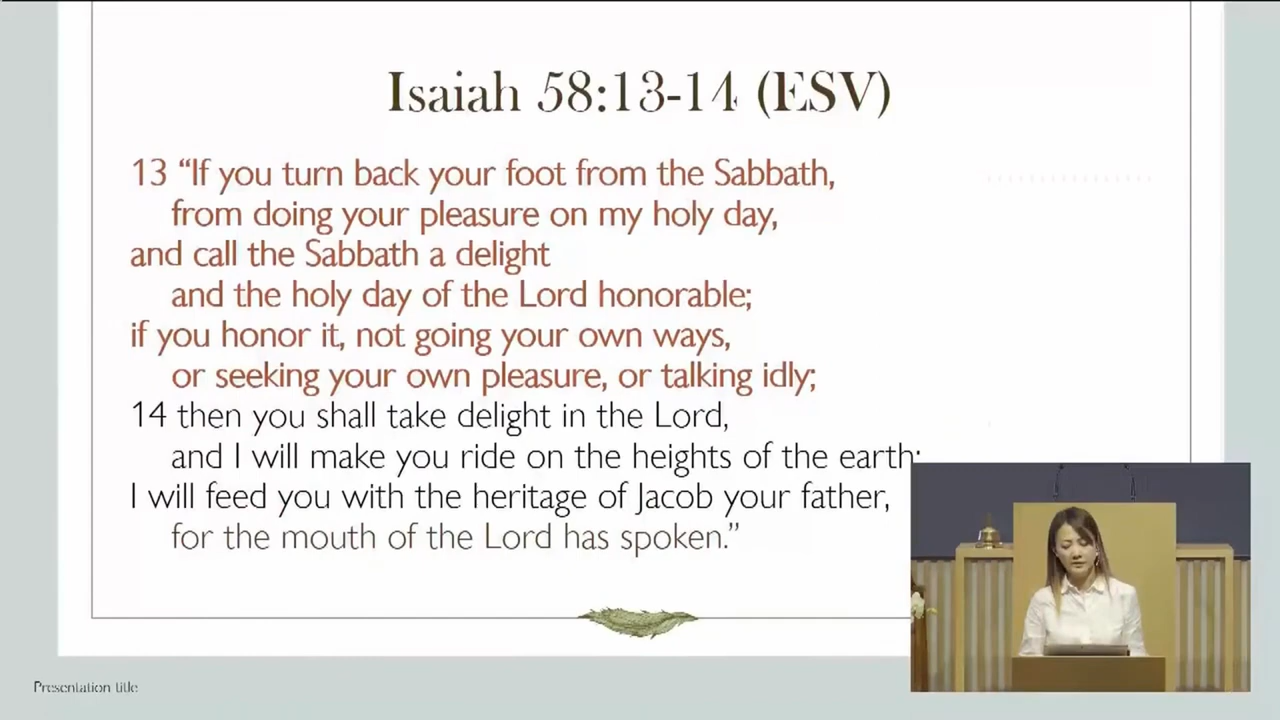 Isaiah 58:13-14 (ESV)
13 “If you turn back your foot from the Sabbath,
from doing your pleasure on my holy day,
and call the Sabbath a delight
and the holy day of the Lord honorable;
if you honor it, not going your own ways,
or seeking your own pleasure, or talking idly;
14 then you shall take delight in the Lord,
and I will make you ride on the heights of the earth;
I will feed you with the heritage of Jacob your father,
for the mouth of the Lord has spoken.”
Presentation title